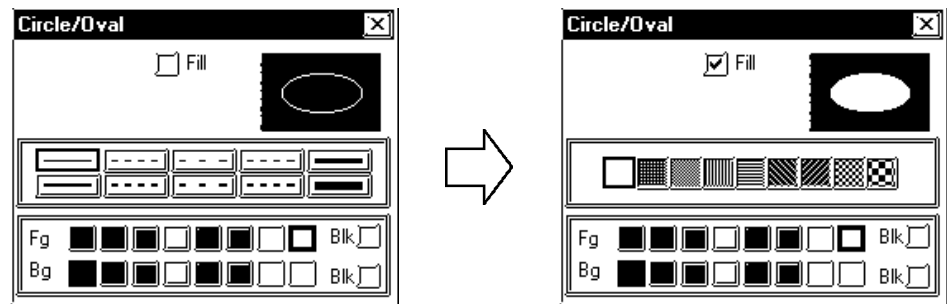 Circle/Oval
Fill
Fg Blk
Bg Blk
Circle/Oval
Fill
Fg Blk
Bg Blk